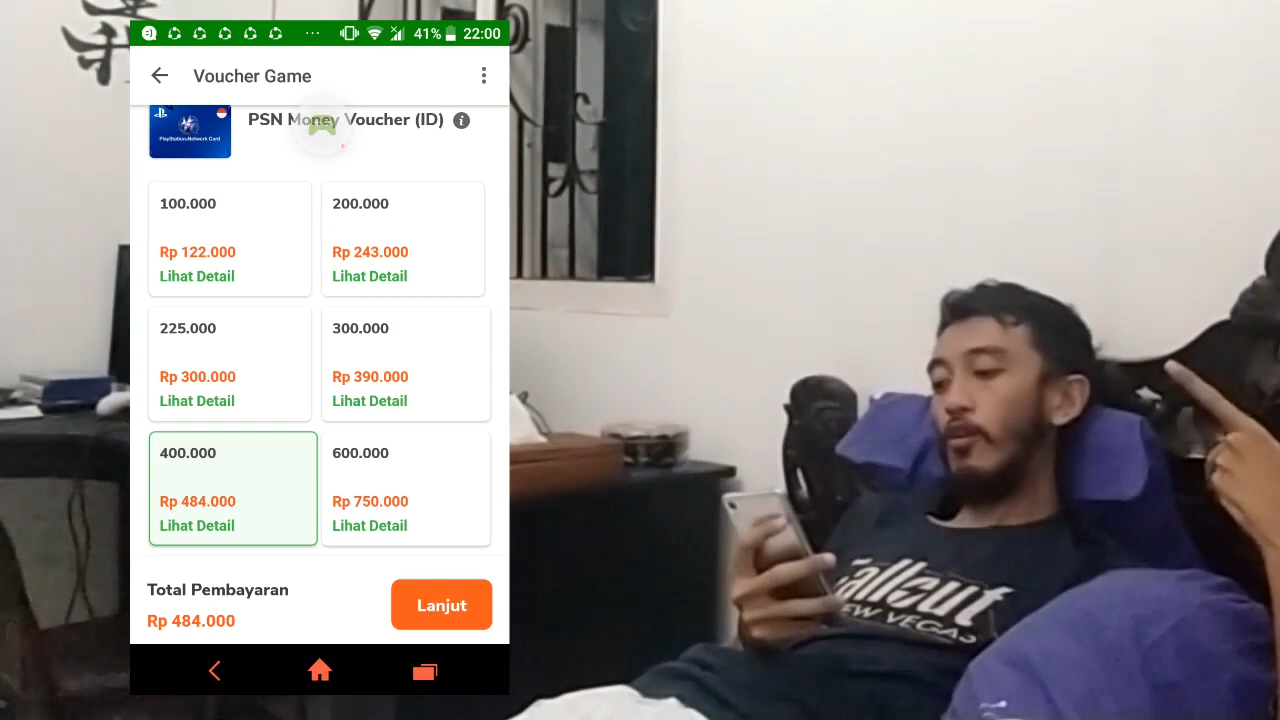 41% 22:00
Voucher Game
PlayStation Network Card
PSN Money Voucher (ID)
100.000
Rp 122.000
Lihat Detail
200.000
Rp 243.000
Lihat Detail
225.000
Rp 300.000
Lihat Detail
300.000
Rp 390.000
Lihat Detail
400.000
Rp 484.000
Lihat Detail
600.000
Rp 750.000
Lihat Detail
Total Pembayaran
Rp 484.000
Lanjut
allout
EW VEGAS